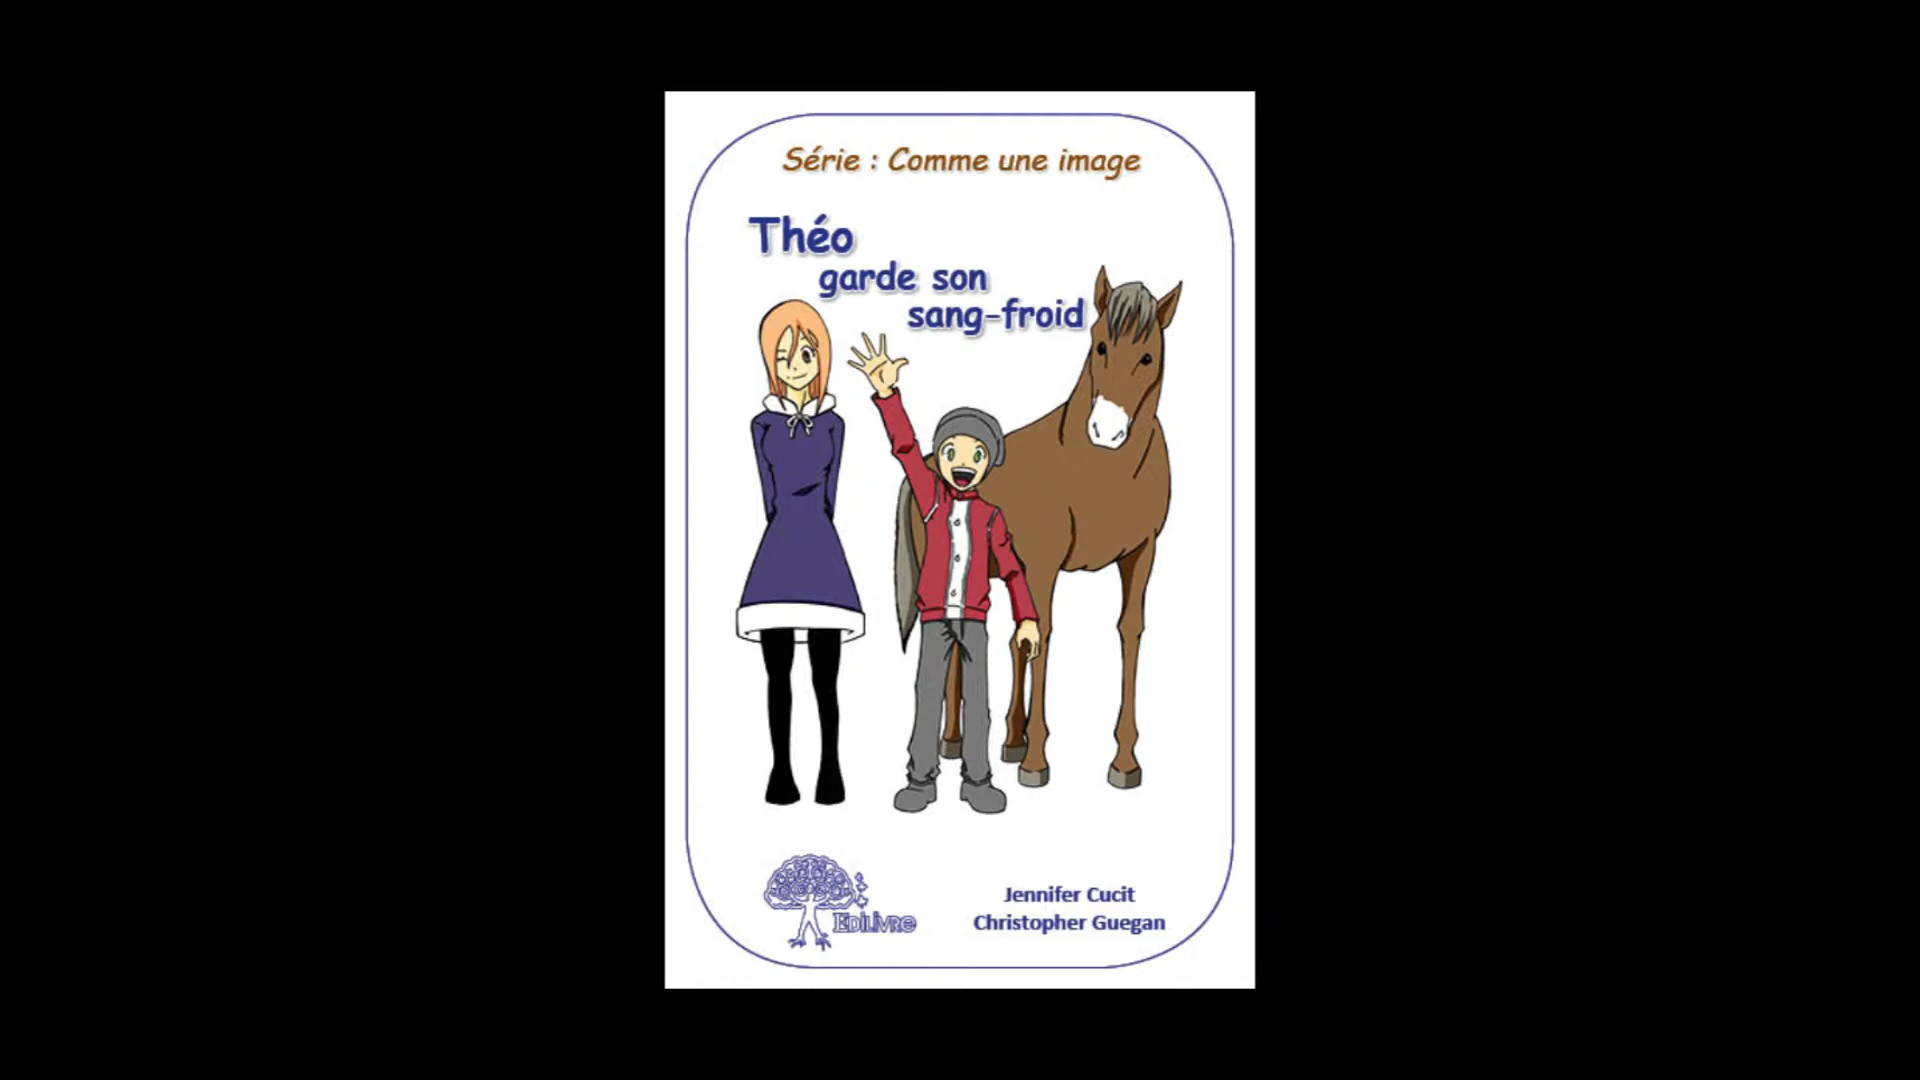 Série : Comme une image
Théo
garde son
sang-froid
EDILIVRE
Jennifer Cucit
Christopher Guegan